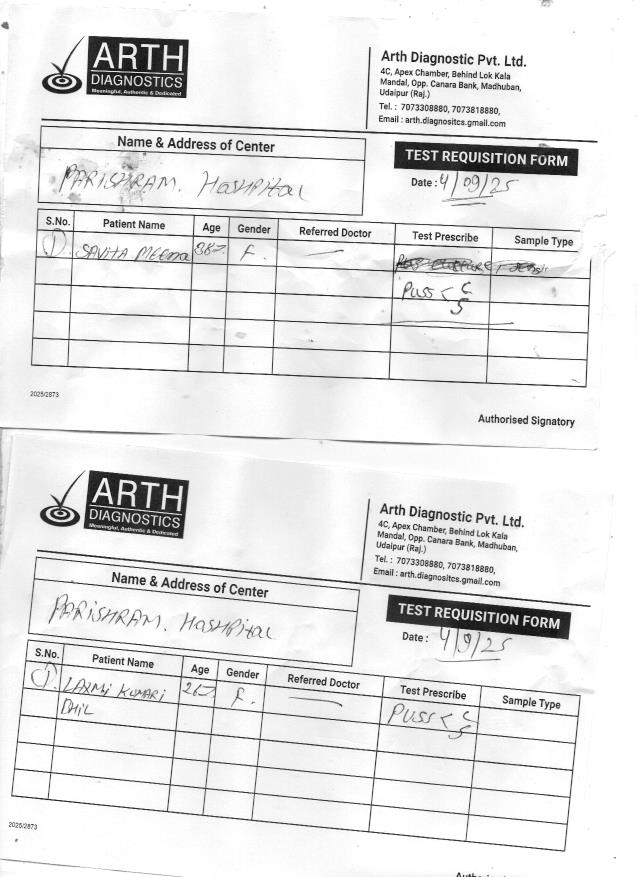 ARTH
DIAGNOSTICS
Meaningful, Authentic & Dedicated
Arth Diagnostic Pvt. Ltd.
4C, Apex Chamber, Behind Lok Kala
Mandal, Opp. Canara Bank, Madhuban,
Udaipur (Raj.)
Tel. : 7073308880, 7073818880,
Email : arth.diagnositcs.gmail.com
Name & Address of Center
PARISHRAM. HOSHPITAL
TEST REQUISITION FORM
Date : 4/09/25
S.No. Patient Name Age Gender Referred Doctor Test Prescribe Sample Type
1 SAVITA MEENA 38 F. —
PUSS < C
S
2025/2873
Authorised Signatory
ARTH
DIAGNOSTICS
Meaningful, Authentic & Dedicated
Arth Diagnostic Pvt. Ltd.
4C, Apex Chamber, Behind Lok Kala
Mandal, Opp. Canara Bank, Madhuban,
Udaipur (Raj.)
Tel. : 7073308880, 7073818880,
Email : arth.diagnositcs.gmail.com
Name & Address of Center
PARISHRAM. HOSHPITAL
TEST REQUISITION FORM
Date : 4/9/25
S.No. Patient Name Age Gender Referred Doctor Test Prescribe Sample Type
1. LAXMI KUMARI 26 F. — PUSS < C
BHIL S
2025/2873